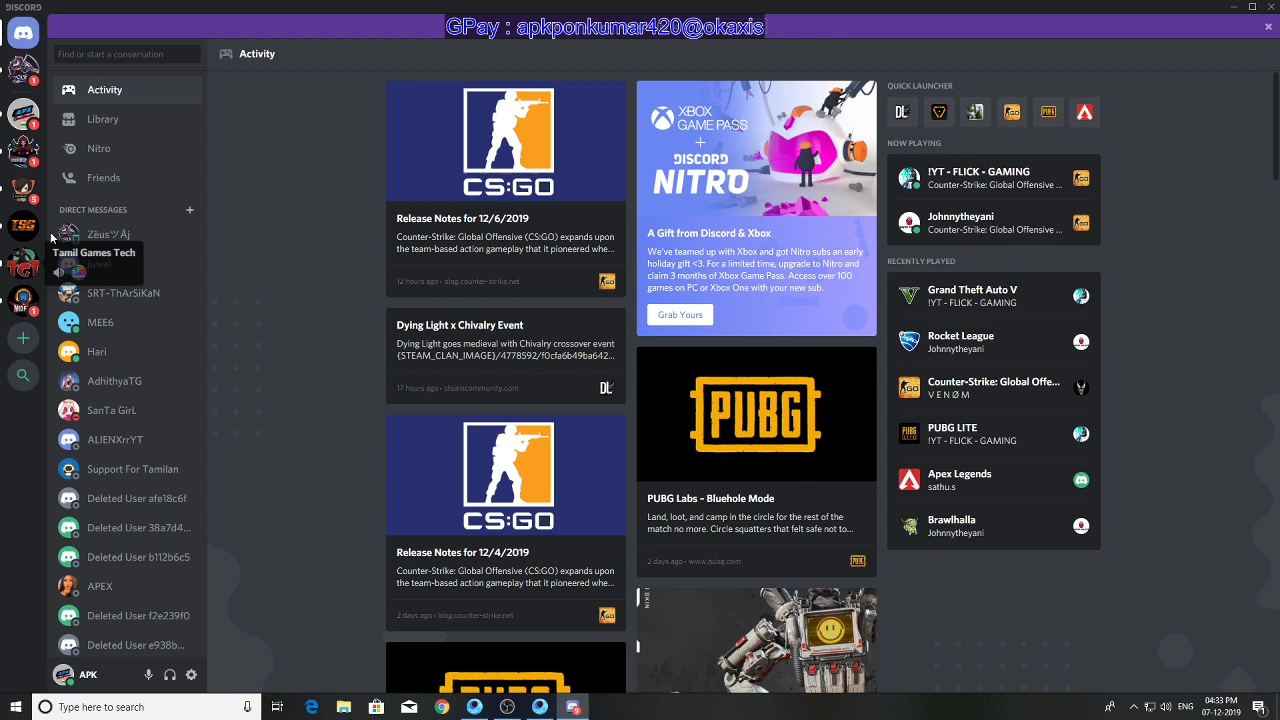 DISCORD
GPay : apkponkumar420@okaxis
Find or start a conversation
Activity
Library
Nitro
Friends
DIRECT MESSAGES
Tamil Games Tech
SRT-ThArSIKaN
MEE6
Hari
AdhithyaTG
SanTa GirL
ALIENXrrYT
Support For Tamilan
Deleted User afe18c6f
Deleted User 38a7d4...
Deleted User b112b6c5
APEX
Deleted User f2e239f0
Deleted User e938b...
APK
1
1
1
5
TSG
1
Activity
CS:GO
Release Notes for 12/6/2019
Counter-Strike: Global Offensive (CS:GO) expands upon
the team-based action gameplay that it pioneered whe...
12 hours ago • blog.counter-strike.net
Dying Light x Chivalry Event
Dying Light goes medieval with Chivalry crossover event
{STEAM_CLAN_IMAGE}/4778592/f0cfa6b49ba642...
17 hours ago • steamcommunity.com
DL
CS:GO
Release Notes for 12/4/2019
Counter-Strike: Global Offensive (CS:GO) expands upon
the team-based action gameplay that it pioneered whe...
2 days ago • blog.counter-strike.net
XBOX
GAME PASS
+
DISCORD
NITRO
A Gift from Discord & Xbox
We've teamed up with Xbox and got Nitro subs an early
holiday gift <3. For a limited time, upgrade to Nitro and
claim 3 months of Xbox Game Pass. Access over 100
games on PC or Xbox One with your new sub.
Grab Yours
PUBG
PUBG Labs – Bluehole Mode
Land, loot, and camp in the circle for the rest of the
match no more. Circle squatters that felt safe not to...
2 days ago • www.pubg.com
SKIN
QUICK LAUNCHER
NOW PLAYING
!YT - FLICK - GAMING
Counter-Strike: Global Offensive ...
Johnnytheyani
Counter-Strike: Global Offensive ...
RECENTLY PLAYED
Grand Theft Auto V
!YT - FLICK - GAMING
Rocket League
Johnnytheyani
Counter-Strike: Global Offe...
V E N Ø M
PUBG LITE
!YT - FLICK - GAMING
Apex Legends
sathu.s
Brawlhalla
Johnnytheyani
Type here to search
04:33 PM
07-12-2019